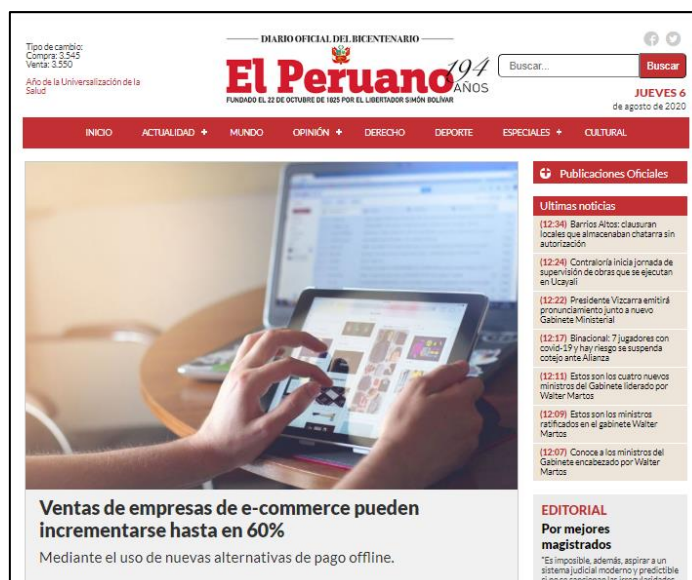 Tipo de cambio:
Compra: 3.545
Venta: 3.550
Año de la Universalización de la
Salud
DIARIO OFICIAL DEL BICENTENARIO
El Peruano
194
AÑOS
FUNDADO EL 22 DE OCTUBRE DE 1825 POR EL LIBERTADOR SIMÓN BOLÍVAR
Buscar...
Buscar
JUEVES 6
de agosto de 2020
INICIO
ACTUALIDAD +
MUNDO
OPINIÓN +
DERECHO
DEPORTE
ESPECIALES +
CULTURAL
Ventas de empresas de e-commerce pueden
incrementarse hasta en 60%
Mediante el uso de nuevas alternativas de pago offline.
Publicaciones Oficiales
Ultimas noticias
(12:34) Barrios Altos: clausuran
locales que almacenaban chatarra sin
autorización
(12:24) Contraloría inicia jornada de
supervisión de obras que se ejecutan
en Ucayali
(12:22) Presidente Vizcarra emitirá
pronunciamiento junto a nuevo
Gabinete Ministerial
(12:17) Binacional: 7 jugadores con
covid-19 y hay riesgo se suspenda
cotejo ante Alianza
(12:11) Estos son los cuatro nuevos
ministros del Gabinete liderado por
Walter Martos
(12:09) Estos son los ministros
ratificados en el gabinete Walter
Martos
(12:07) Conoce a los ministros del
Gabinete encabezado por Walter
Martos
EDITORIAL
Por mejores
magistrados
"Es imposible, además, aspirar a un
sistema judicial moderno y predictible